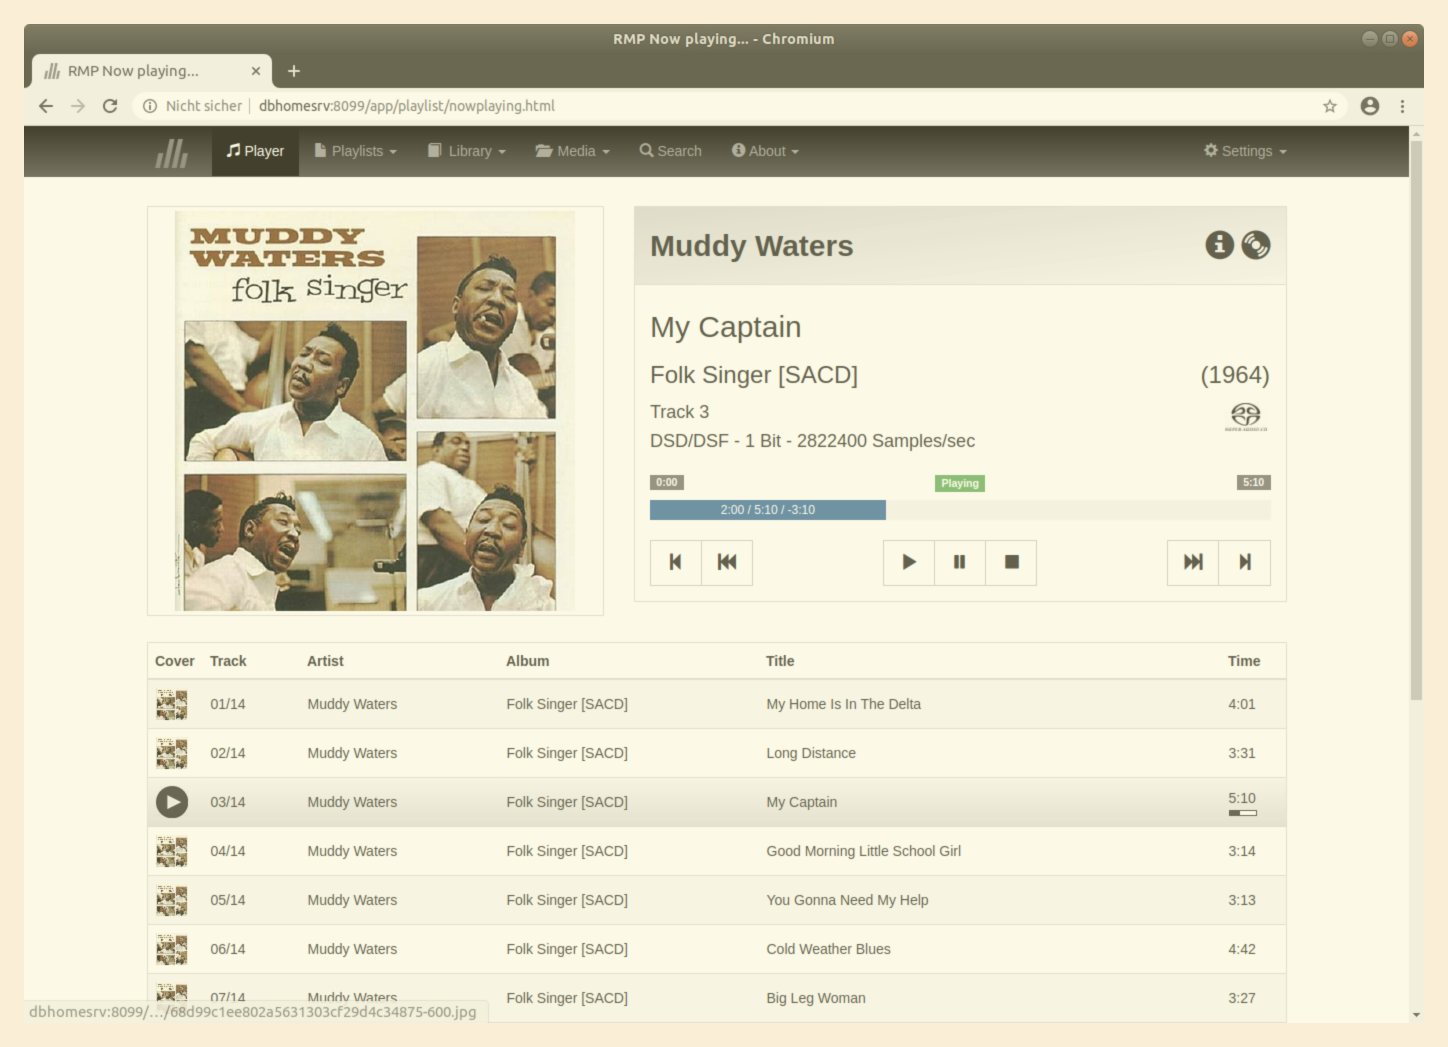 RMP Now playing... - Chromium
RMP Now playing...
Nicht sicher | dbhomesrv:8099/app/playlist/nowplaying.html
Player Playlists Library Media Search About Settings
MUDDY
WATERS
folk singer
Muddy Waters
My Captain
Folk Singer [SACD] (1964)
Track 3
SUPER AUDIO CD
DSD/DSF - 1 Bit - 2822400 Samples/sec
0:00 Playing 5:10
2:00 / 5:10 / -3:10
Cover Track Artist Album Title Time
01/14 Muddy Waters Folk Singer [SACD] My Home Is In The Delta 4:01
02/14 Muddy Waters Folk Singer [SACD] Long Distance 3:31
03/14 Muddy Waters Folk Singer [SACD] My Captain 5:10
04/14 Muddy Waters Folk Singer [SACD] Good Morning Little School Girl 3:14
05/14 Muddy Waters Folk Singer [SACD] You Gonna Need My Help 3:13
06/14 Muddy Waters Folk Singer [SACD] Cold Weather Blues 4:42
07/14 Muddy Waters Folk Singer [SACD] Big Leg Woman 3:27
dbhomesrv:8099/.../68d99c1ee802a5631303cf29d4c34875-600.jpg